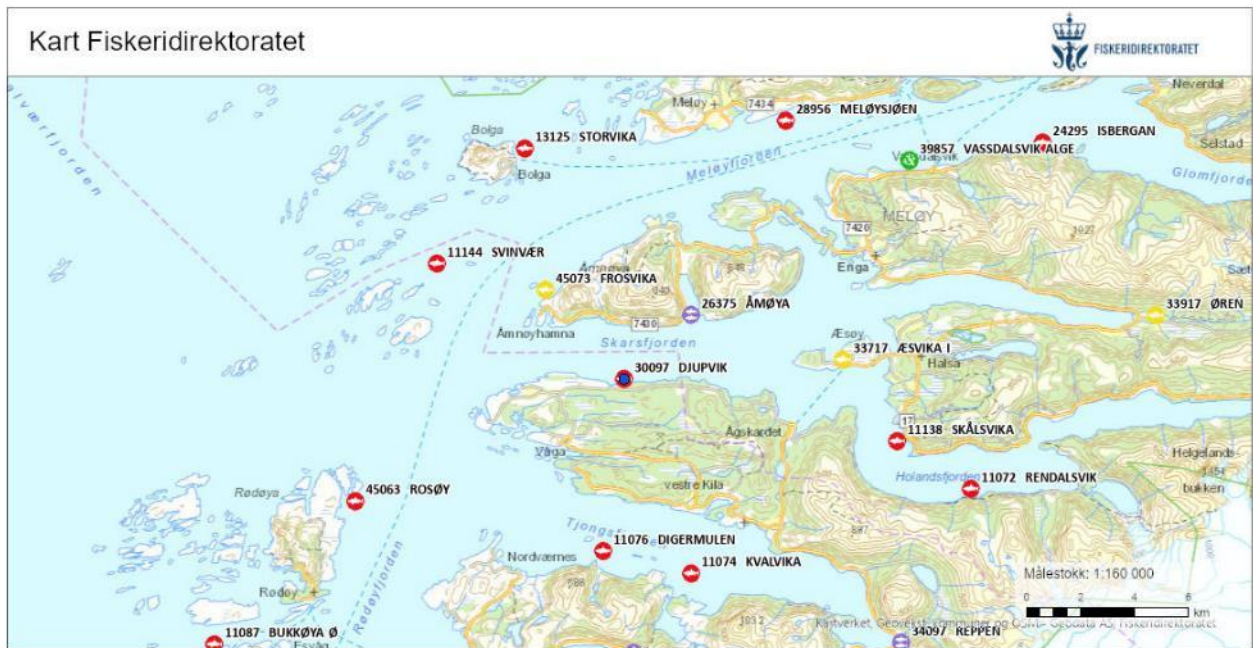 Kart Fiskeridirektoratet
FISKERIDIREKTORATET
Neverdal
Meløy
7434
28956 MELØYSJØEN
24295 ISBERGAN
Bolga
13125 STORVIKA
Selstad
39857 VASSDALSVIK ALGE
Bolga
Meløyfjorden
Glomfjorden
MELØY
7420
1027
11144 SVINVÆR
Enga
45073 FROSVIKA
26375 ÅMØYA
33917 ØREN
Åmnøyhamna
7430
Skarsfjorden
Æsøy
33717 ÆSVIKA I
Halsa
30097 DJUPVIK
17
Ågskardet
11138 SKÅLSVIKA
Våga
Helgelands
bukken
vestre Kila
Holandsfjorden
11072 RENDALSVIK
Rødøya
45063 ROSØY
11076 DIGERMULEN
Nordværnes
11074 KVALVIKA
Målestokk: 1:160 000
0 2 4 6
km
Rødøy
Rødøyfjorden
1032
11087 BUKKØYA Ø
34097 REPPEN